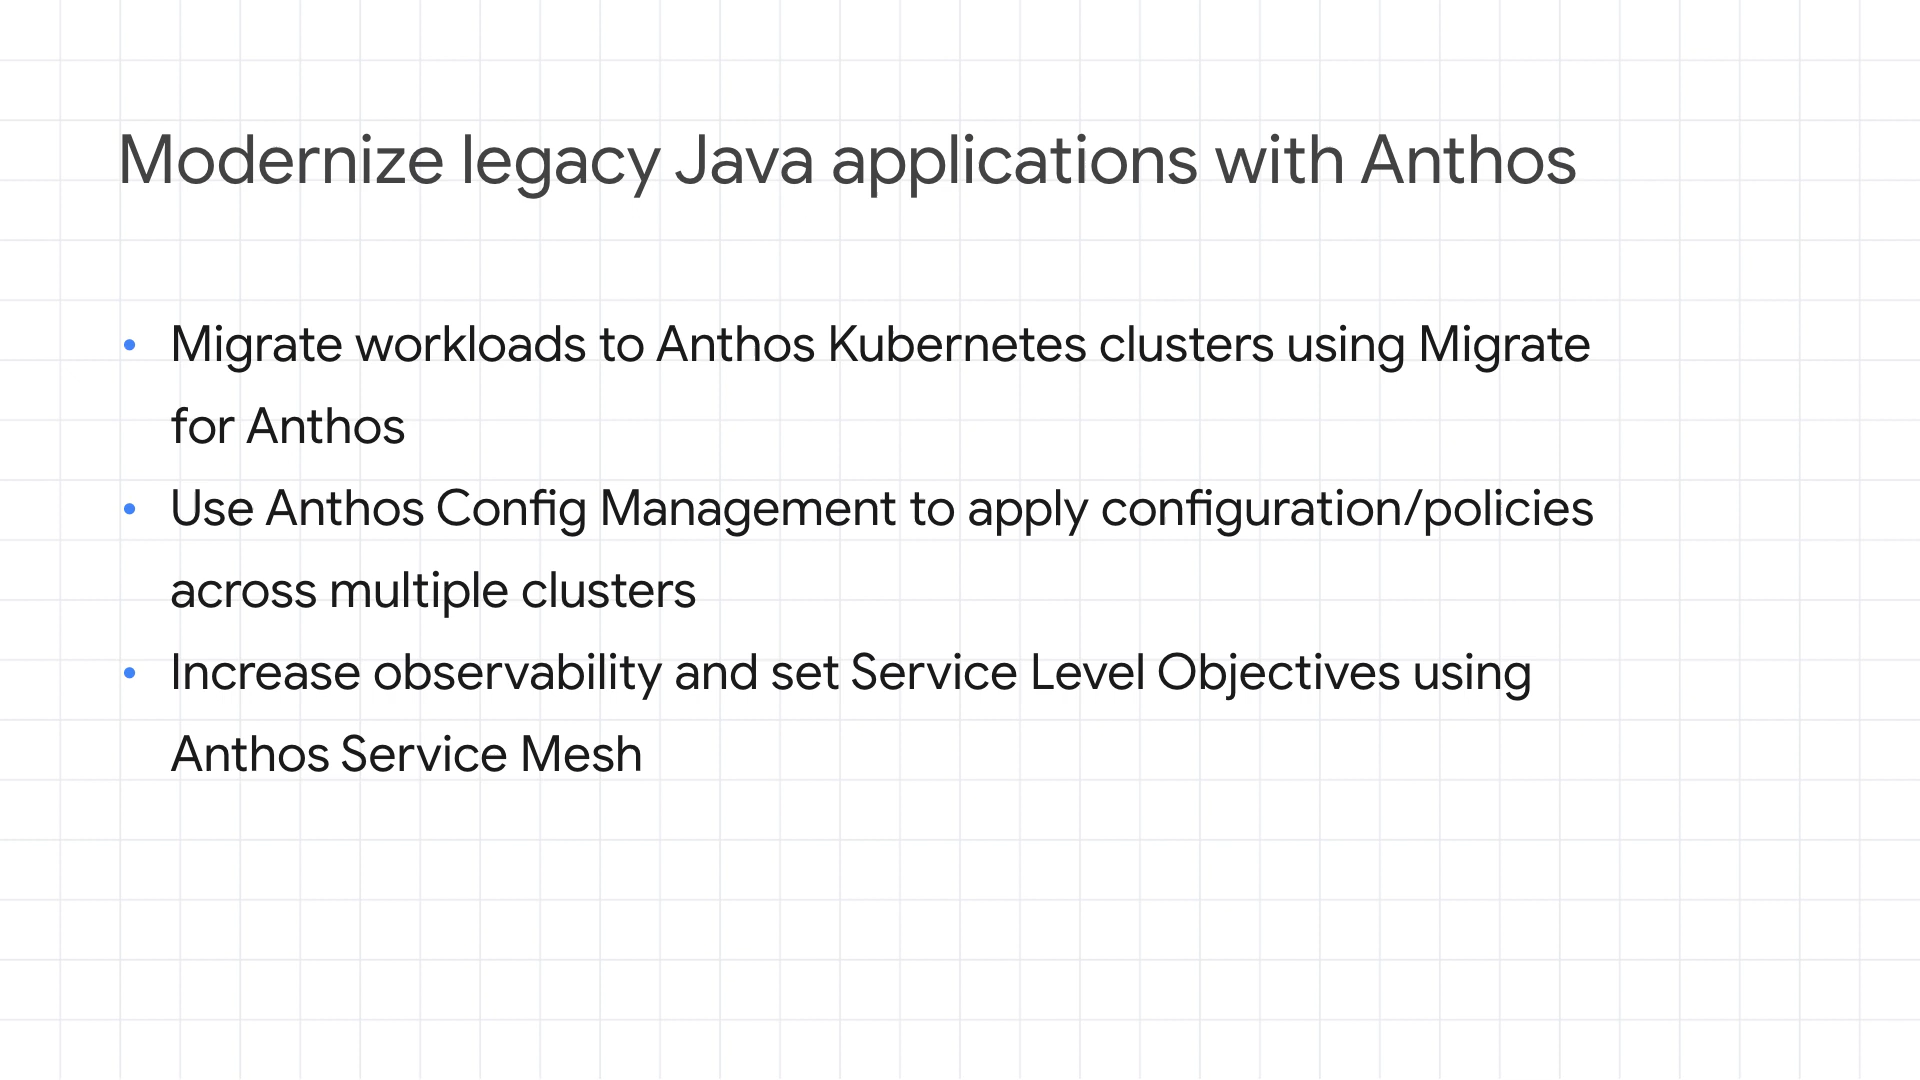 Modernize legacy Java applications with Anthos
• Migrate workloads to Anthos Kubernetes clusters using Migrate
for Anthos
• Use Anthos Config Management to apply configuration/policies
across multiple clusters
• Increase observability and set Service Level Objectives using
Anthos Service Mesh